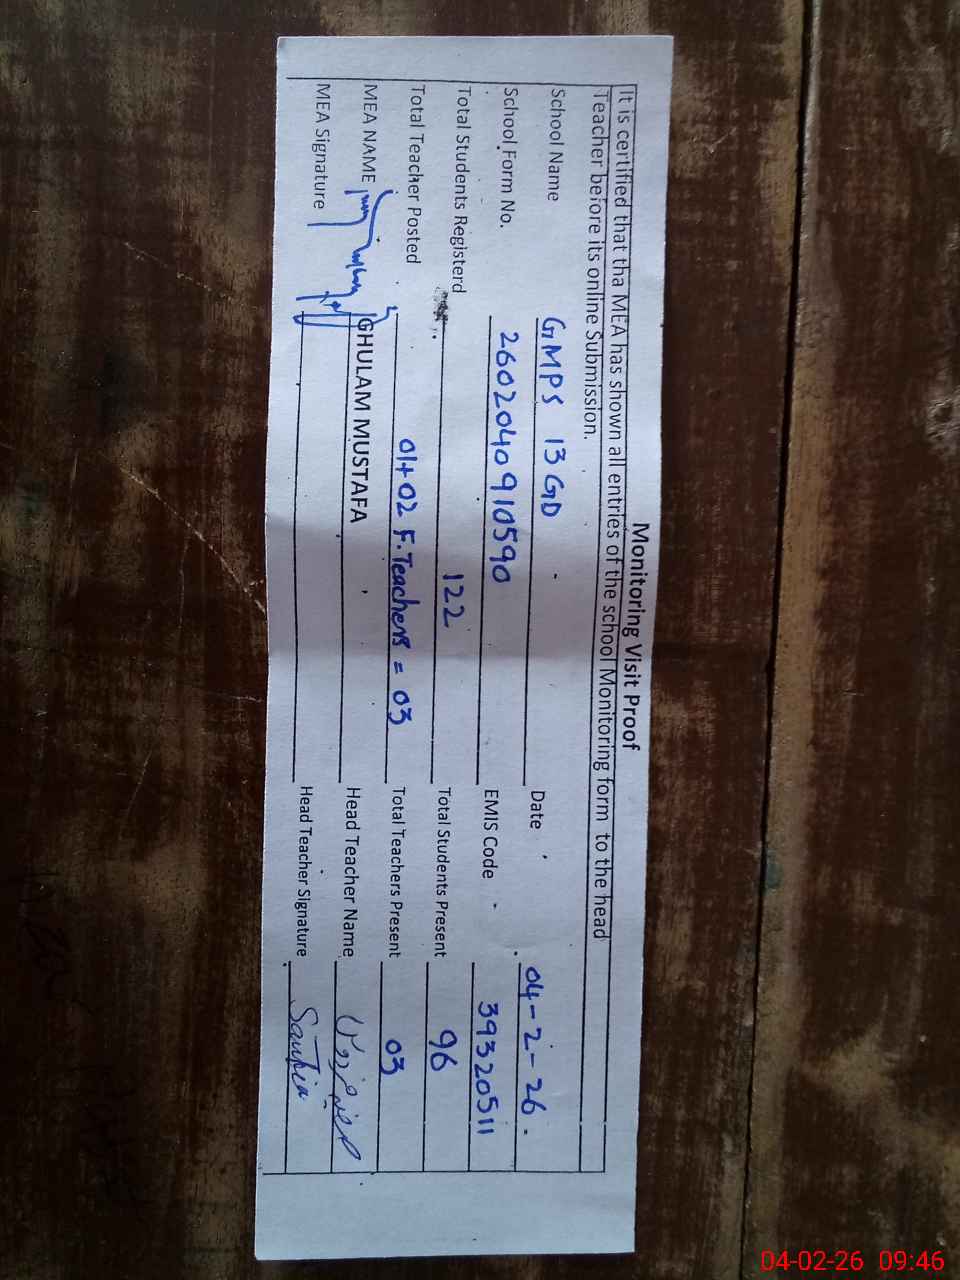 Monitoring Visit Proof
It is certified that tha MEA has shown all entries of the school Monitoring form to the head
Teacher before its online Submission.
School Name GMPS 13 GD Date 04-2-26.
School Form No. 260204091059​0 EMIS Code 39320511
Total Students Registerd 122 Total Students Present 96
Total Teacher Posted 01+02 F.Teachers = 03 Total Teachers Present 03
MEA NAME GHULAM MUSTAFA Head Teacher Name
MEA Signature Head Teacher Signature
04-02-26 09:46